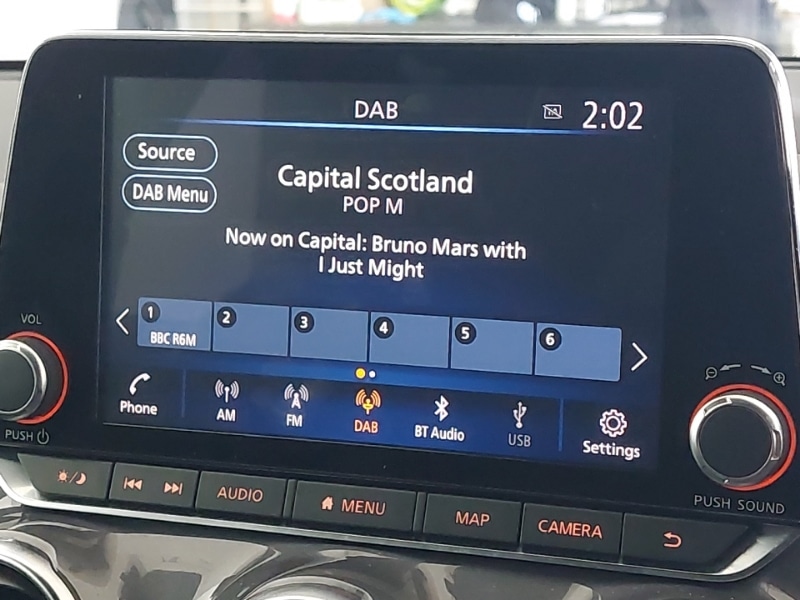 DAB
TA
2:02
Source
Capital Scotland
DAB Menu
POP M
Now on Capital: Bruno Mars with
I Just Might
1 2 3 4 5 6
BBC R6M
VOL
Phone AM FM DAB BT Audio USB Settings
PUSH
PUSH SOUND
AUDIO MENU MAP CAMERA